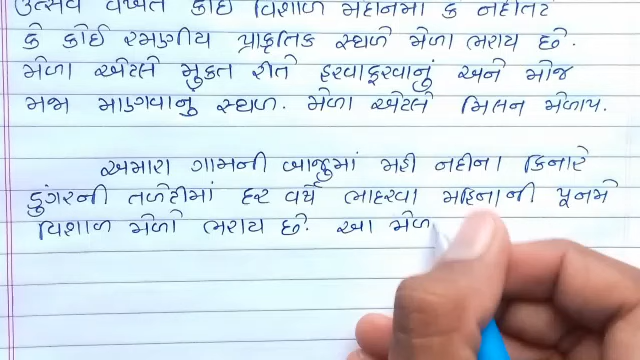 ઉત્સવ વખતે કોઈ વિશાળ મેદાનમાં કે નદીતટે
કે કોઈ રમણીય પ્રાકૃતિક સ્થળે મેળા ભરાય છે.
મેળા એટલે મુક્ત રીતે હરવાફરવાનું અને મોજ
મજા માણવાનું સ્થળ. મેળા એટલે મિલન મેળાપ.
અમારા ગામની બાજુમાં મહી નદીના કિનારે
ડુંગરની તળેટીમાં દર વર્ષે ભાદરવા મહિનાની પૂનમે
વિશાળ મેળો ભરાય છે. આ મેળ